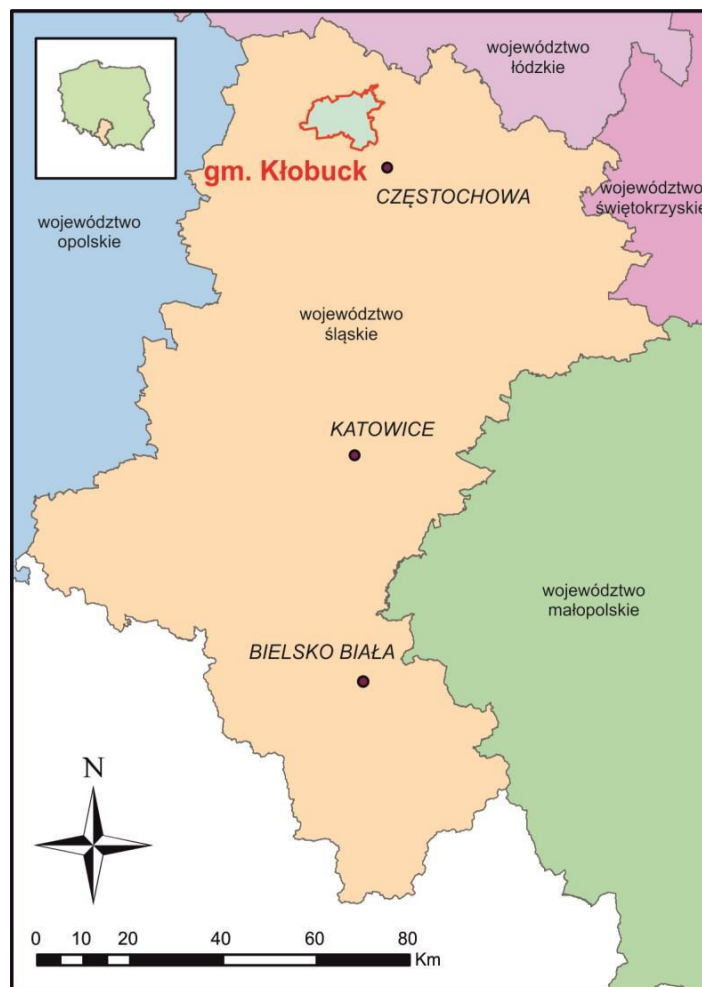 województwo
łódzkie
gm. Kłobuck
CZĘSTOCHOWA
województwo
świętokrzyskie
województwo
opolskie
województwo
śląskie
KATOWICE
województwo
małopolskie
BIELSKO BIAŁA
N
0 10 20 40 60 80
Km